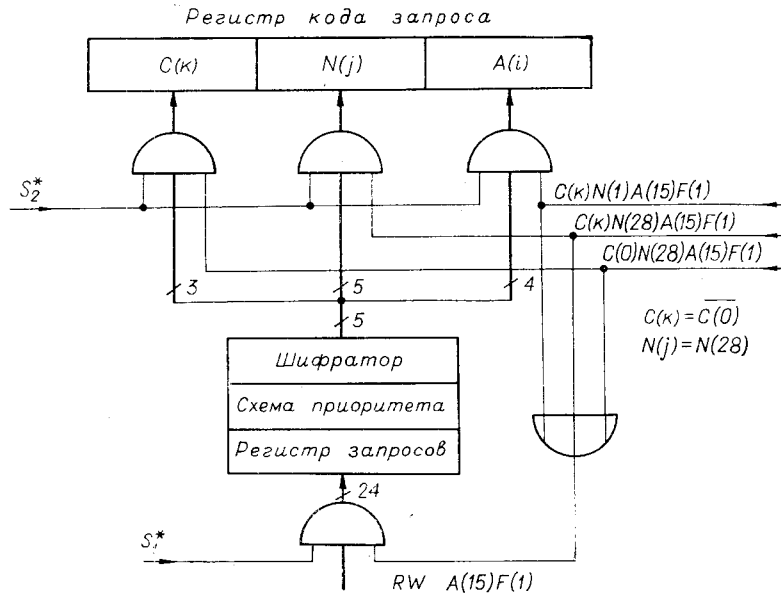 Регистр кода запроса
С(к) N(j) A(i)
S₂*
C(к)N(1)A(15)F(1)
C(к)N(28)A(15)F(1)
C(0)N(28)A(15)F(1)
3 5 4
5
C(к)=C̅(̅0̅)̅
N(j)=N(28)
Шифратор
Схема приоритета
Регистр запросов
24
S₁*
RW A(15)F(1)